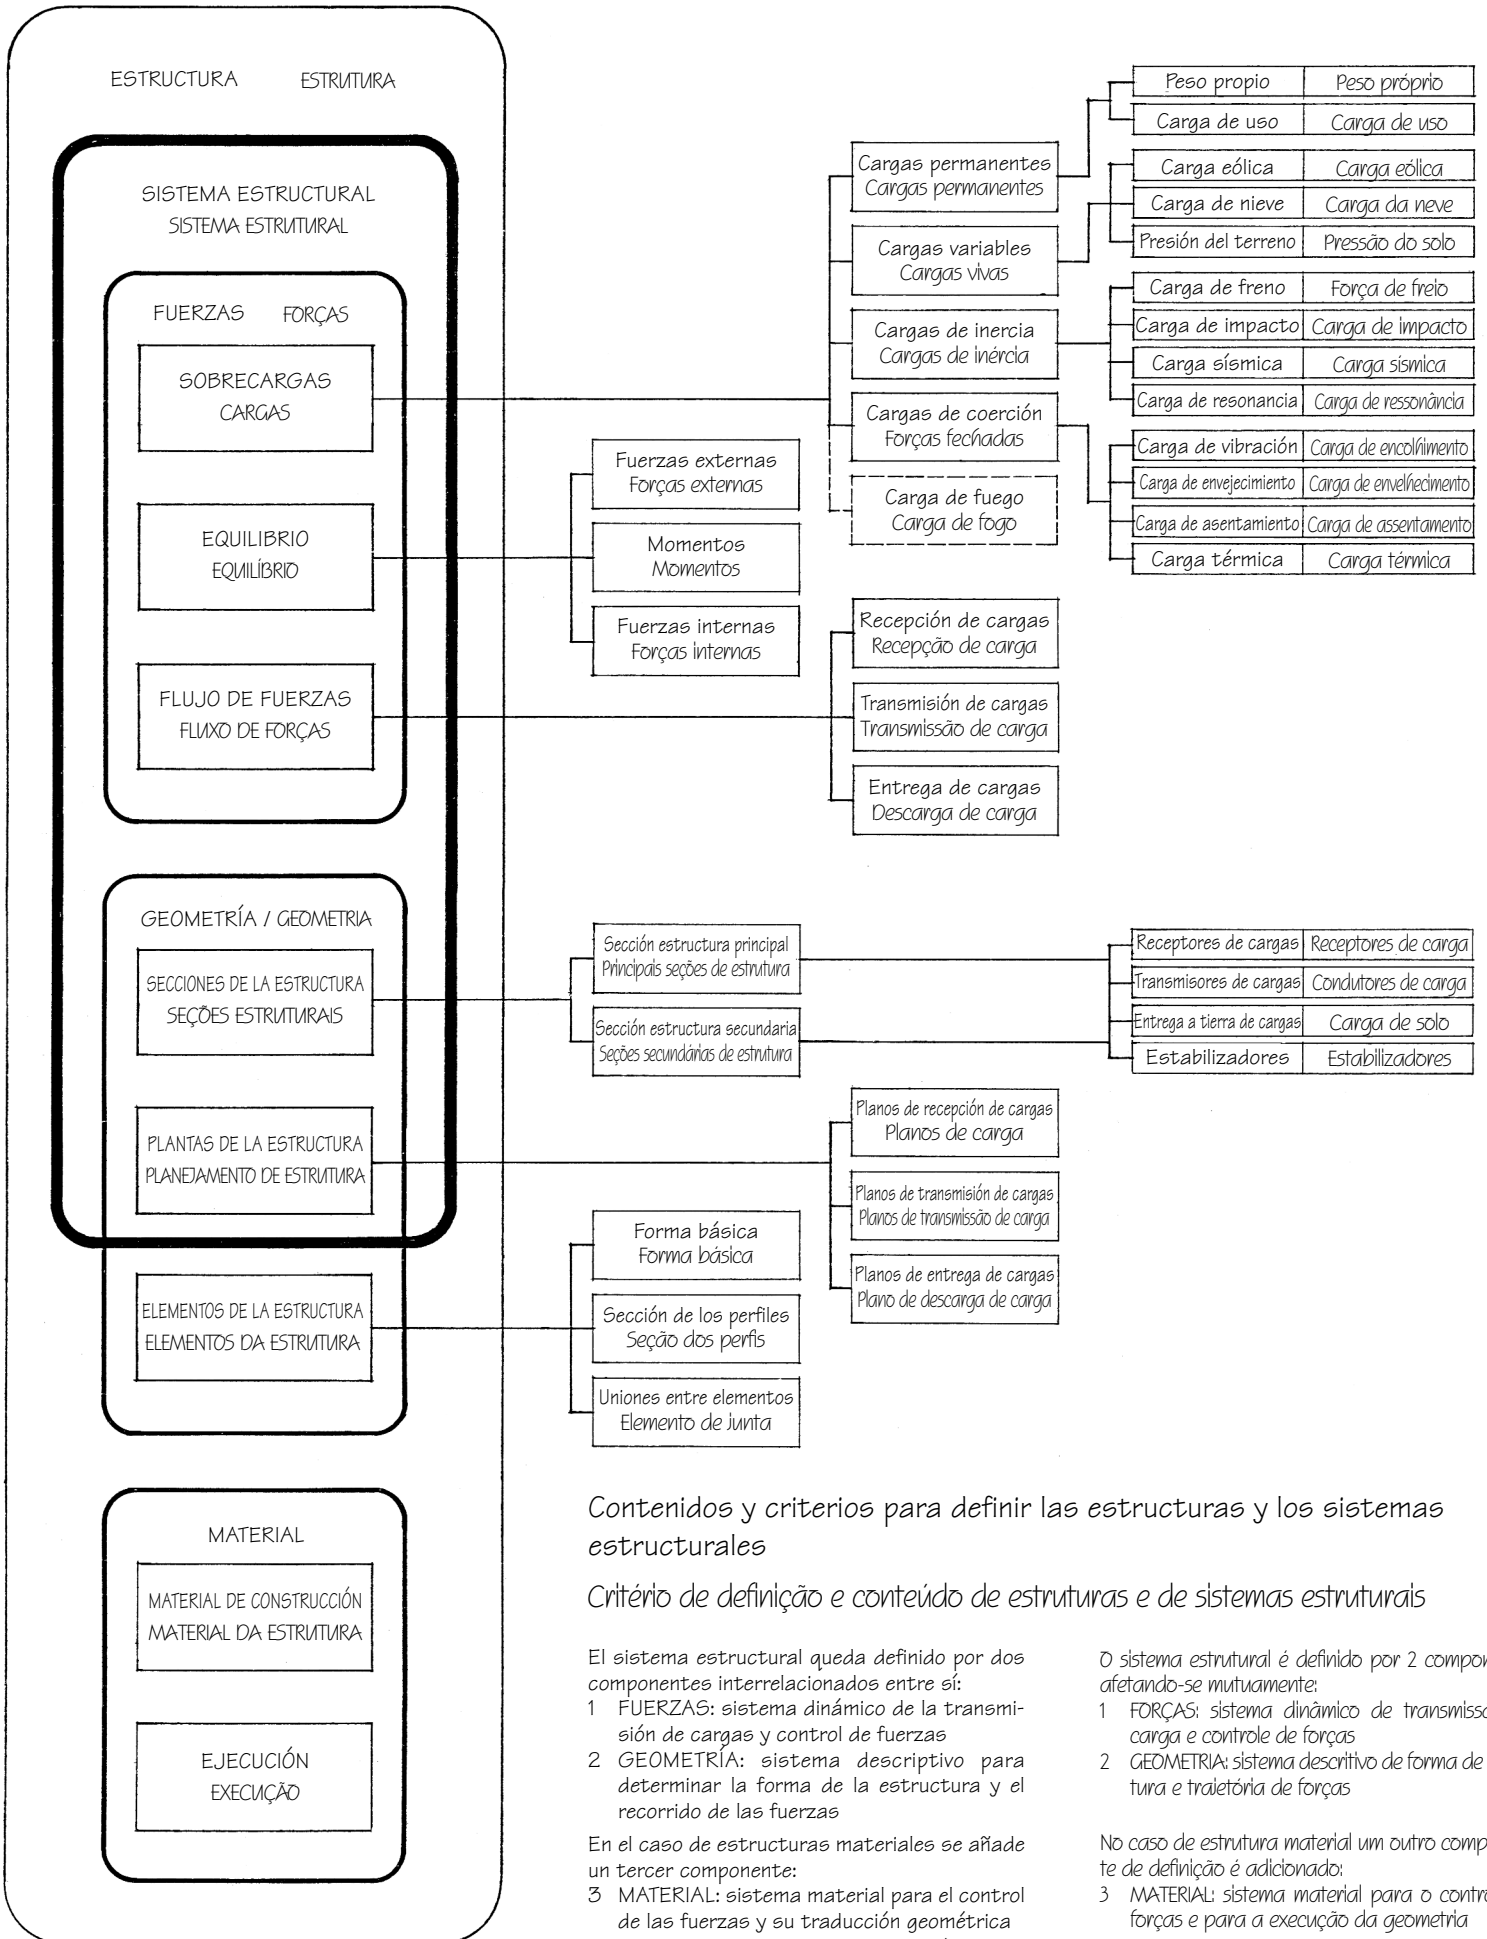 ESTRUCTURA ESTRUTURA
SISTEMA ESTRUCTURAL
SISTEMA ESTRUTURAL
FUERZAS FORÇAS
SOBRECARGAS
CARGAS
EQUILIBRIO
EQUILÍBRIO
FLUJO DE FUERZAS
FLUXO DE FORÇAS
GEOMETRÍA / GEOMETRIA
SECCIONES DE LA ESTRUCTURA
SEÇÕES ESTRUTURAIS
PLANTAS DE LA ESTRUCTURA
PLANEJAMENTO DE ESTRUTURA
ELEMENTOS DE LA ESTRUCTURA
ELEMENTOS DA ESTRUTURA
MATERIAL
MATERIAL DE CONSTRUCCIÓN
MATERIAL DA ESTRUTURA
EJECUCIÓN
EXECUÇÃO
Fuerzas externas
Forças externas
Momentos
Momentos
Fuerzas internas
Forças internas
Cargas permanentes
Cargas permanentes
Cargas variables
Cargas vivas
Cargas de inercia
Cargas de inércia
Cargas de coerción
Forças fechadas
Carga de fuego
Carga de fogo
Recepción de cargas
Recepção de carga
Transmisión de cargas
Transmissão de carga
Entrega de cargas
Descarga de carga
Peso propio Peso próprio
Carga de uso Carga de uso
Carga eólica Carga eólica
Carga de nieve Carga da neve
Presión del terreno Pressão do solo
Carga de freno Força de freio
Carga de impacto Carga de impacto
Carga sísmica Carga sísmica
Carga de resonancia Carga de ressonância
Carga de vibración Carga de encolhimento
Carga de envejecimiento Carga de envelhecimento
Carga de asentamiento Carga de assentamento
Carga térmica Carga térmica
Sección estructura principal
Principais seções de estrutura
Sección estructura secundaria
Seções secundárias de estrutura
Receptores de cargas Receptores de carga
Transmisores de cargas Condutores de carga
Entrega a tierra de cargas Carga de solo
Estabilizadores Estabilizadores
Planos de recepción de cargas
Planos de carga
Planos de transmisión de cargas
Planos de transmissão de carga
Planos de entrega de cargas
Plano de descarga de carga
Forma básica
Forma básica
Sección de los perfiles
Seção dos perfis
Uniones entre elementos
Elemento de junta
Contenidos y criterios para definir las estructuras y los sistemas
estructurales
Critério de definição e conteúdo de estruturas e de sistemas estruturais
El sistema estructural queda definido por dos
componentes interrelacionados entre sí:
1 FUERZAS: sistema dinámico de la transmi-
sión de cargas y control de fuerzas
2 GEOMETRÍA: sistema descriptivo para
determinar la forma de la estructura y el
recorrido de las fuerzas
En el caso de estructuras materiales se añade
un tercer componente:
3 MATERIAL: sistema material para el control
de las fuerzas y su traducción geométrica
O sistema estrutural é definido por 2 compon
afetando-se mutuamente:
1 FORÇAS: sistema dinâmico de transmissã
carga e controle de forças
2 GEOMETRIA: sistema descritivo de forma de
tura e trajetória de forças
No caso de estrutura material um outro comp
te de definição é adicionado:
3 MATERIAL: sistema material para o contr
forças e para a execução da geometria